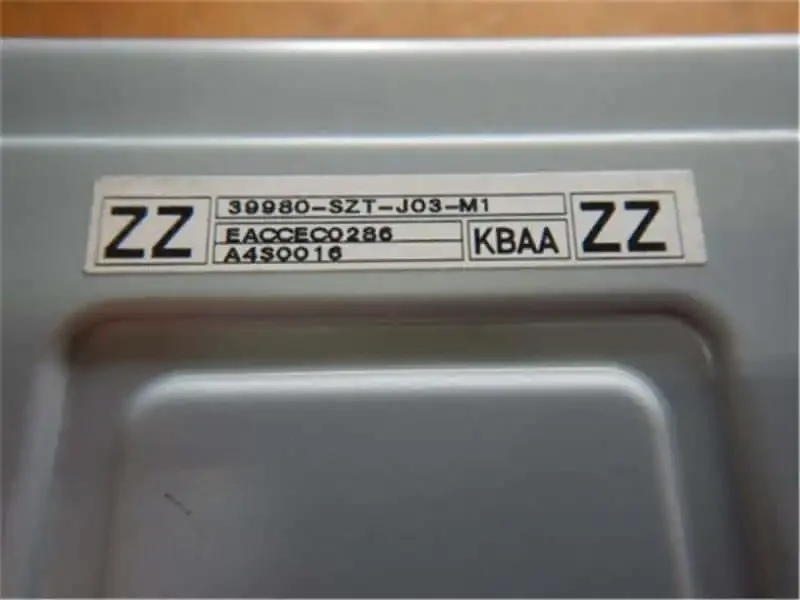 ZZ
39980-SZT-J03-M1
EACCEC0286
A4S0016
KBAA
ZZ